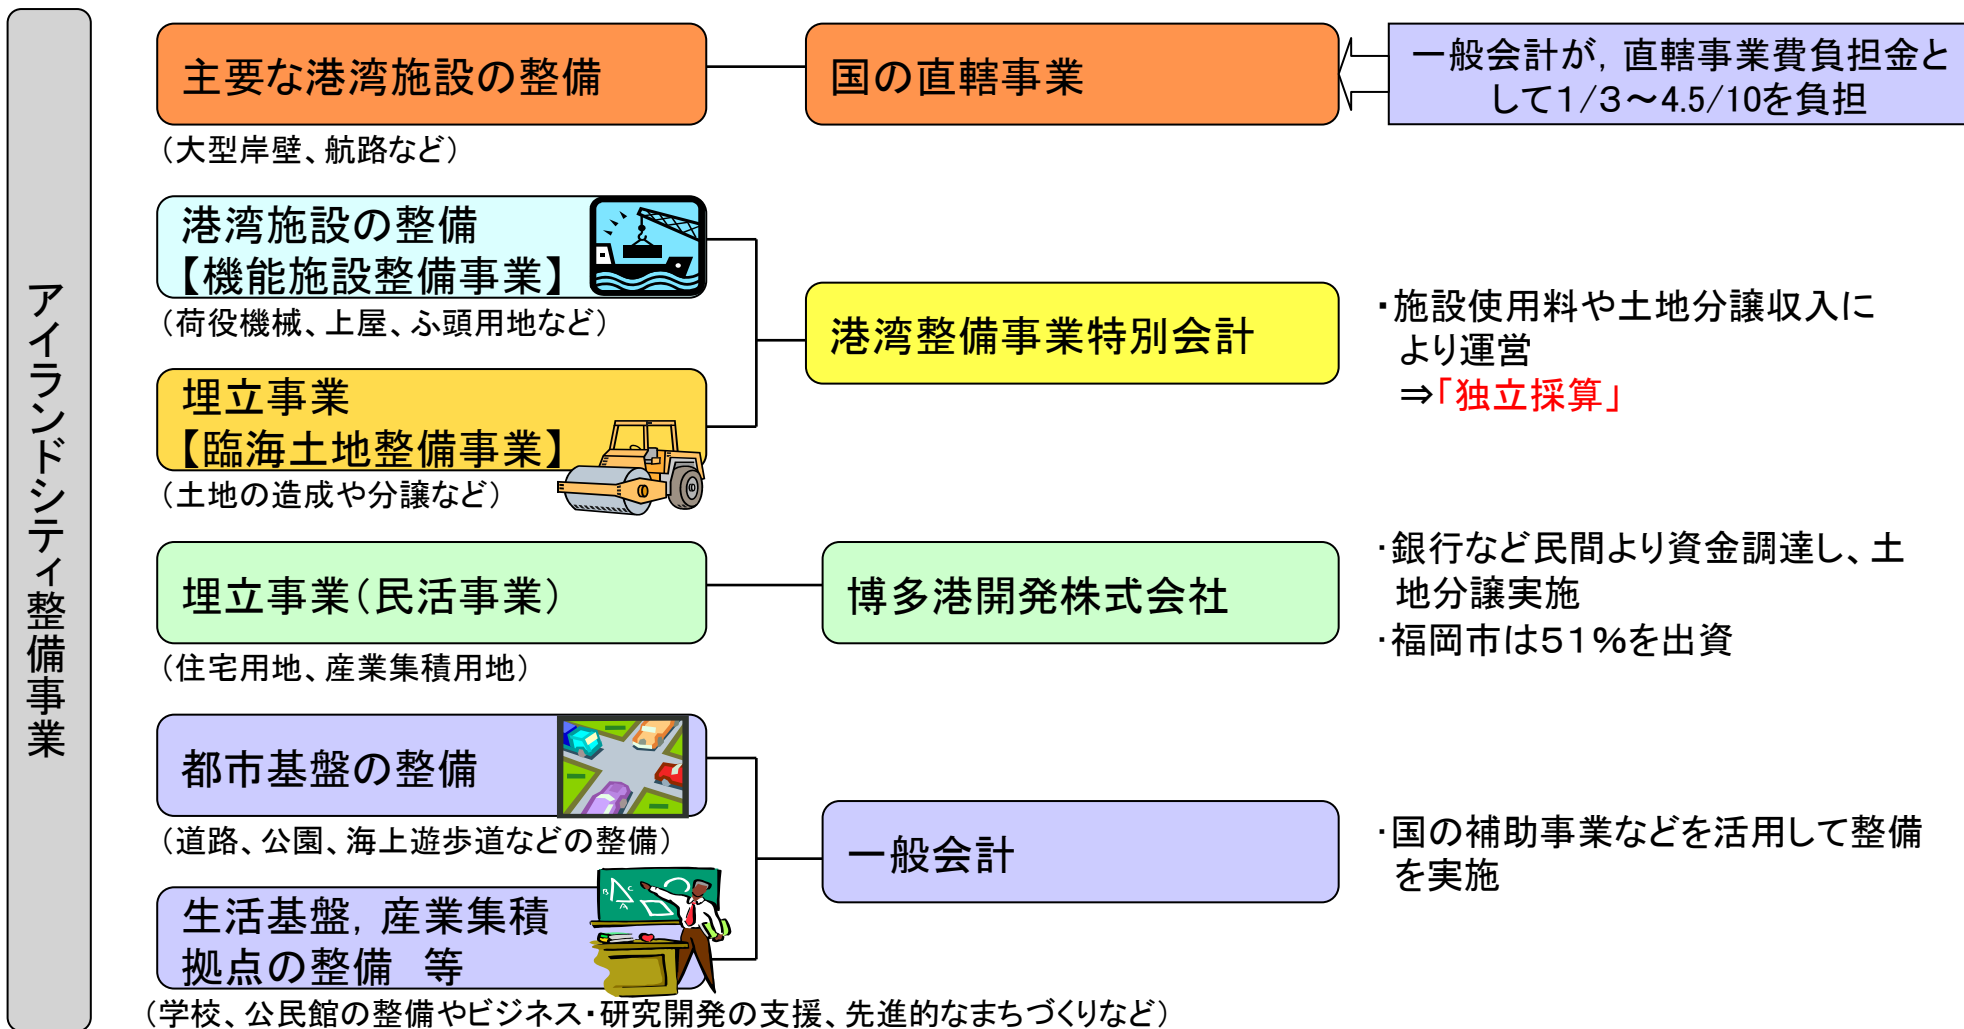 アイランドシティ整備事業
主要な港湾施設の整備
(大型岸壁、航路など)
国の直轄事業
一般会計が,直轄事業費負担金と
して1/3~4.5/10を負担
港湾施設の整備
【機能施設整備事業】
(荷役機械、上屋、ふ頭用地など)
埋立事業
【臨海土地整備事業】
(土地の造成や分譲など)
港湾整備事業特別会計
・施設使用料や土地分譲収入に
より運営
⇒「独立採算」
埋立事業(民活事業)
(住宅用地、産業集積用地)
博多港開発株式会社
・銀行など民間より資金調達し、土
地分譲実施
・福岡市は51%を出資
都市基盤の整備
(道路、公園、海上遊歩道などの整備)
生活基盤,産業集積
拠点の整備 等
B C
A
(学校、公民館の整備やビジネス・研究開発の支援、先進的なまちづくりなど)
一般会計
・国の補助事業などを活用して整備
を実施